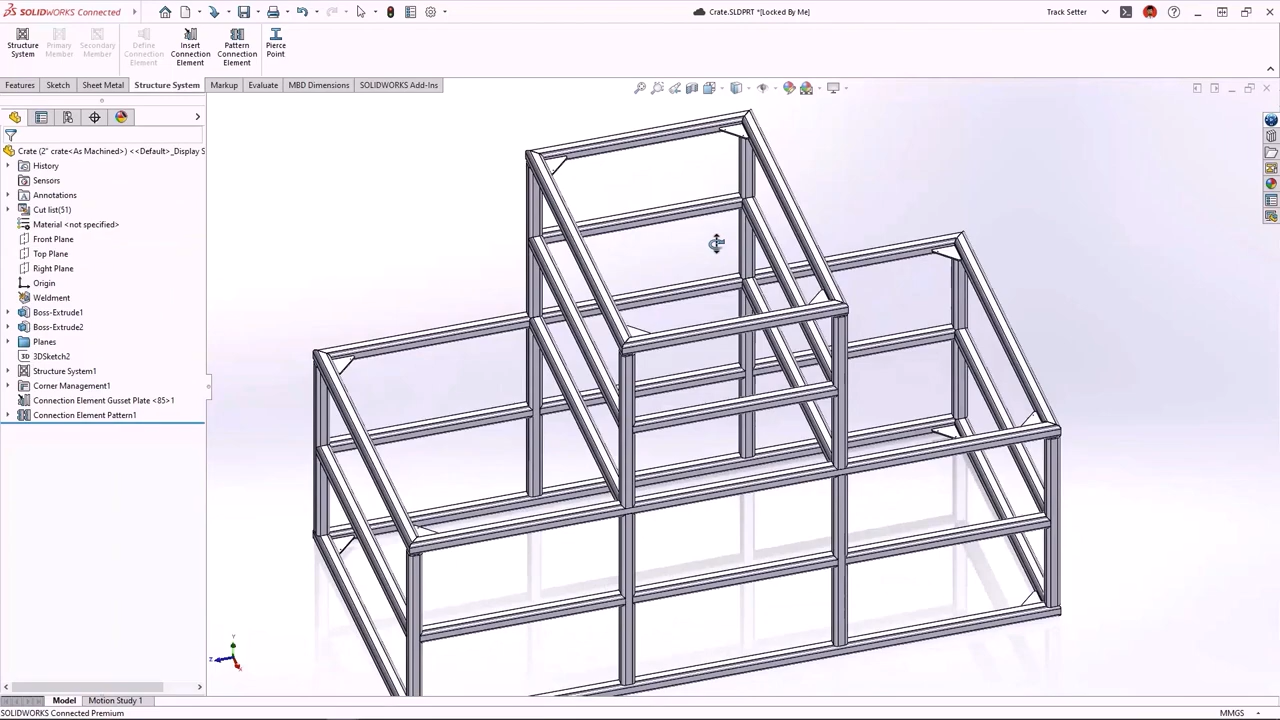 SOLIDWORKS Connected
Crate.SLDPRT *[Locked By Me]
Track Setter
Structure System
Primary Member
Secondary Member
Define Connection Element
Insert Connection Element
Pattern Connection Element
Pierce Point
Features
Sketch
Sheet Metal
Structure System
Markup
Evaluate
MBD Dimensions
SOLIDWORKS Add-Ins
Crate (2" crate<As Machined>) <<Default>_Display S
History
Sensors
Annotations
Cut list(51)
Material <not specified>
Front Plane
Top Plane
Right Plane
Origin
Weldment
Boss-Extrude1
Boss-Extrude2
Planes
3D 3DSketch2
Structure System1
Corner Management1
Connection Element Gusset Plate <85>1
Connection Element Pattern1
Y
Z
Model
Motion Study 1
SOLIDWORKS Connected Premium
MMGS